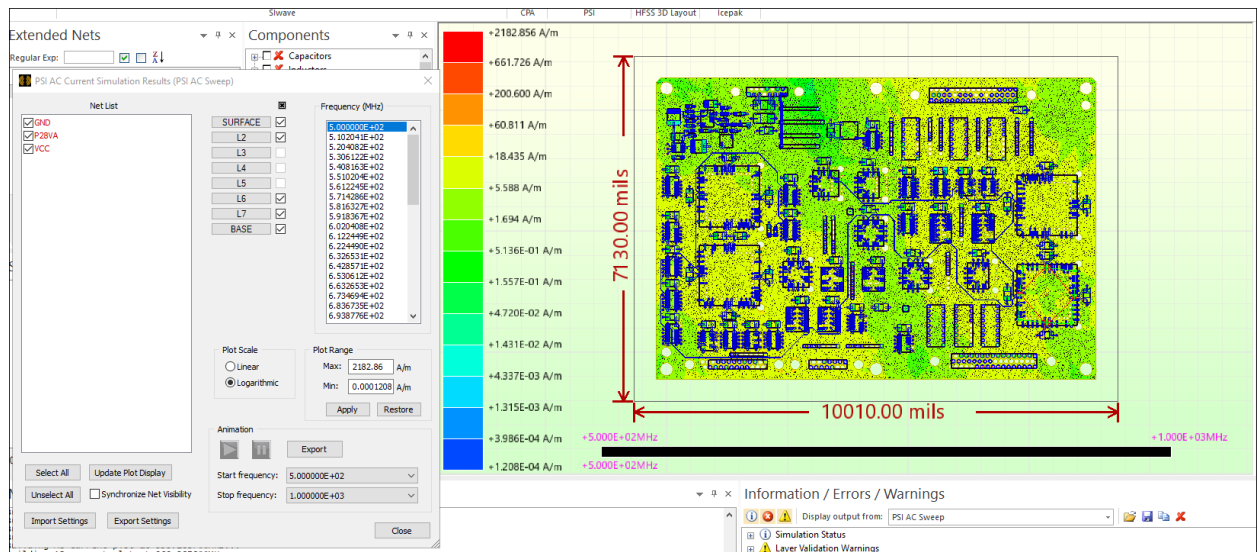 SIwave
CPA
PSI
HFSS 3D Layout
Icepak
Extended Nets
Components
Regular Exp:
Capacitors
PSI AC Current Simulation Results (PSI AC Sweep)
Net List
GND
P28VA
VCC
SURFACE
L2
L3
L4
L5
L6
L7
BASE
Frequency (MHz)
5.000000E+02
5.102041E+02
5.204082E+02
5.306122E+02
5.408163E+02
5.510204E+02
5.612245E+02
5.714286E+02
5.816327E+02
5.918367E+02
6.020408E+02
6.122449E+02
6.224490E+02
6.326531E+02
6.428571E+02
6.530612E+02
6.632653E+02
6.734694E+02
6.836735E+02
6.938776E+02
Plot Scale
Linear
Logarithmic
Plot Range
Max: 2182.86 A/m
Min: 0.0001208 A/m
Apply
Restore
Animation
Export
Start frequency: 5.000000E+02
Stop frequency: 1.000000E+03
Select All
Update Plot Display
Unselect All
Synchronize Net Visibility
Import Settings
Export Settings
Close
+2182.856 A/m
+661.726 A/m
+200.600 A/m
+60.811 A/m
+18.435 A/m
+5.588 A/m
+1.694 A/m
+5.136E-01 A/m
+1.557E-01 A/m
+4.720E-02 A/m
+1.431E-02 A/m
+4.337E-03 A/m
+1.315E-03 A/m
+3.986E-04 A/m
+1.208E-04 A/m
7130.00 mils
10010.00 mils
+5.000E+02MHz
+1.000E+03MHz
+5.000E+02MHz
Information / Errors / Warnings
Display output from: PSI AC Sweep
Simulation Status
Layer Validation Warnings